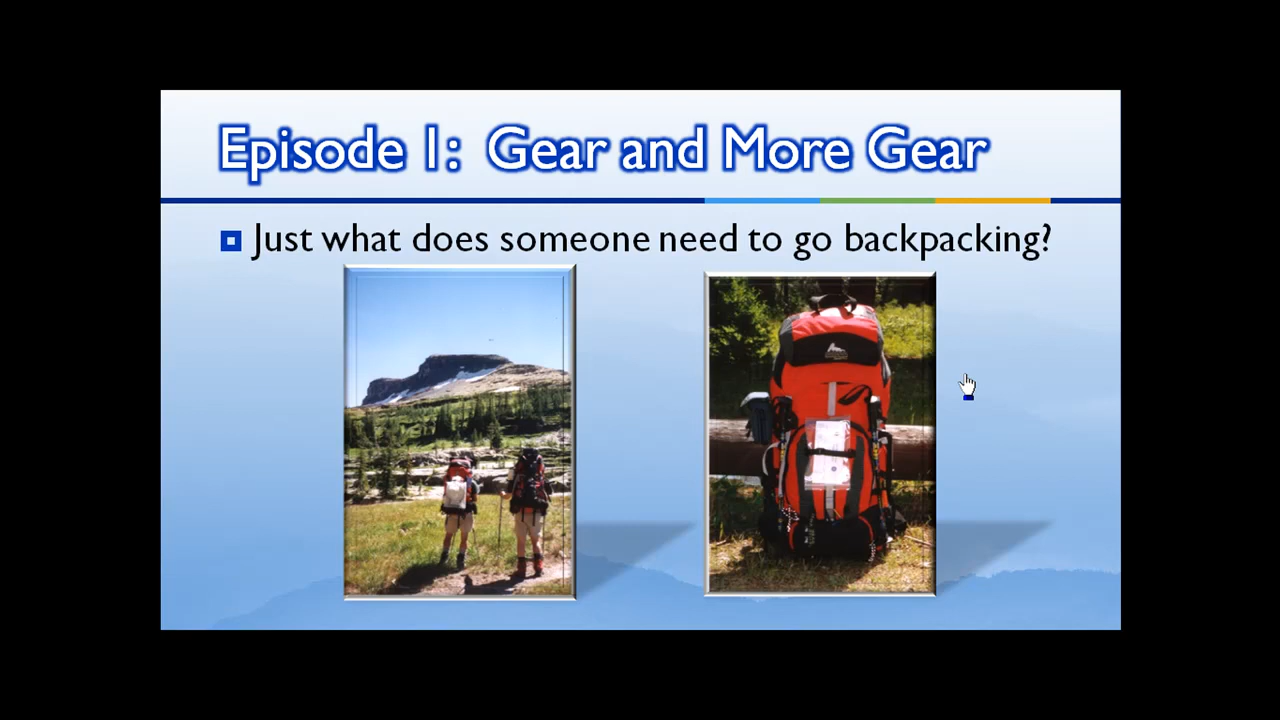 Episode 1: Gear and More Gear
Just what does someone need to go backpacking?